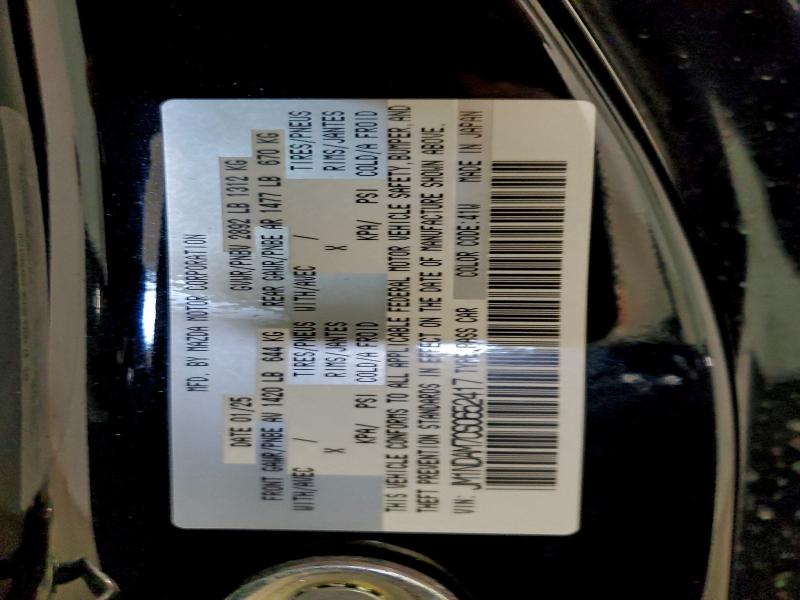 MFD. BY MAZDA MOTOR CORPORATION
DATE 01/25 GVWR/PNBV 2892 LB 1312 KG
FRONT GAWR/PNBE AV 1420 LB 644 KG REAR GAWR/PNBE AR 1477 LB 670 KG
WITH/AVEC / TIRES/PNEUS WITH/AVEC / TIRES/PNEUS
X RIMS/JANTES X RIMS/JANTES
KPA/ PSI COLD/A FROID KPA/ PSI COLD/A FROID
THIS VEHICLE CONFORMS TO ALL APPLICABLE FEDERAL MOTOR VEHICLE SAFETY,BUMPER,AND
THEFT PREVENTION STANDARDS IN EFFECT ON THE DATE OF MANUFACTURE SHOWN ABOVE.
VIN: TYPE:PASS CAR COLOR CODE:41W MADE IN JAPAN